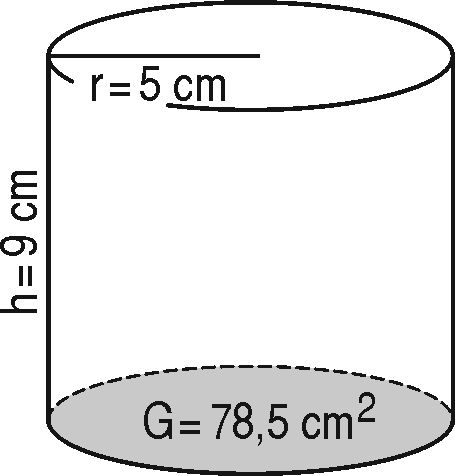 r = 5 cm
h = 9 cm
G = 78,5 cm²